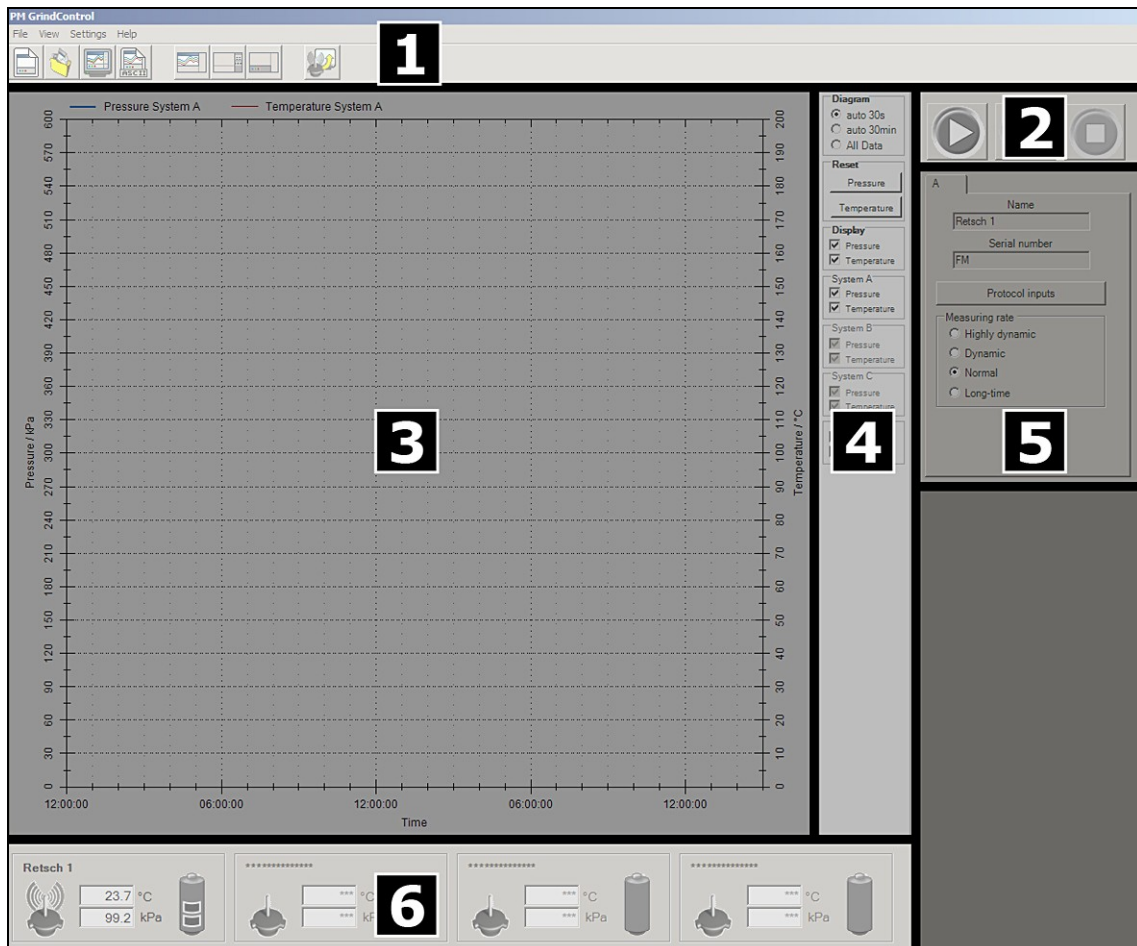 PM GrindControl
File View Settings Help
ASCII
1
Pressure System A Temperature System A
600
570
540
510
480
450
420
390
360
330
300
270
240
210
180
150
120
90
60
30
0
Pressure / kPa
200
190
180
170
160
150
140
130
120
110
100
90
80
70
60
50
40
30
20
10
0
Temperature / °C
12:00:00 06:00:00 12:00:00 06:00:00 12:00:00
Time
3
Diagram
auto 30s
auto 30min
All Data
Reset
Pressure
Temperature
Display
Pressure
Temperature
System A
Pressure
Temperature
System B
Pressure
Temperature
System C
Pressure
Temperature
4
2
A
Name
Retsch 1
Serial number
FM
Protocol inputs
Measuring rate
Highly dynamic
Dynamic
Normal
Long-time
5
Retsch 1
23.7 °C
99.2 kPa
**************
*** °C
***
6
**************
*** °C
*** kPa
**************
*** °C
*** kPa